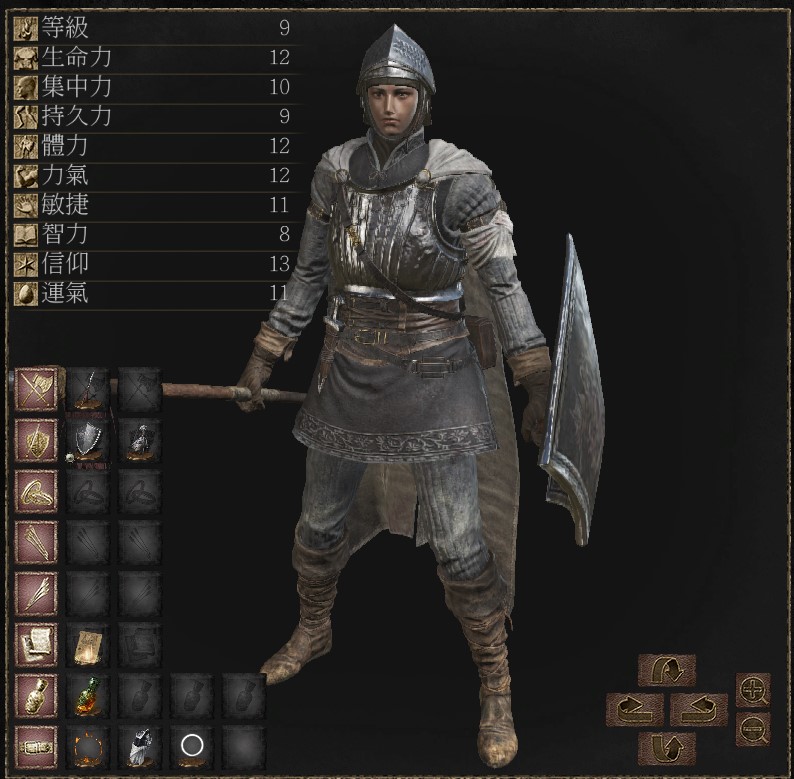 等級 9
生命力 12
集中力 10
持久力 9
體力 12
力氣 12
敏捷 11
智力 8
信仰 13
運氣 11